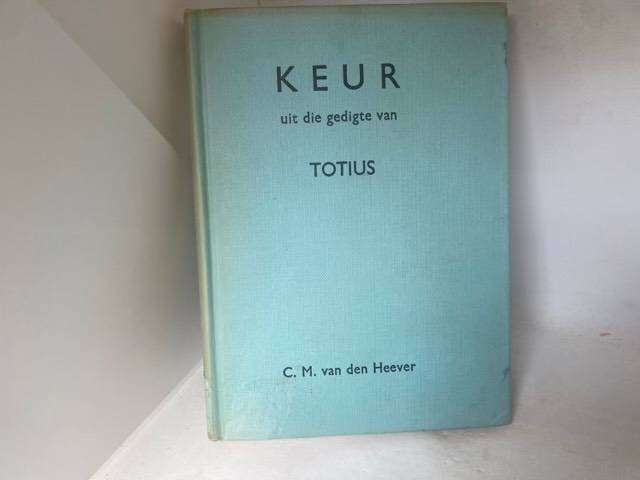 KEUR
uit die gedigte van
TOTIUS
C. M. van den Heever